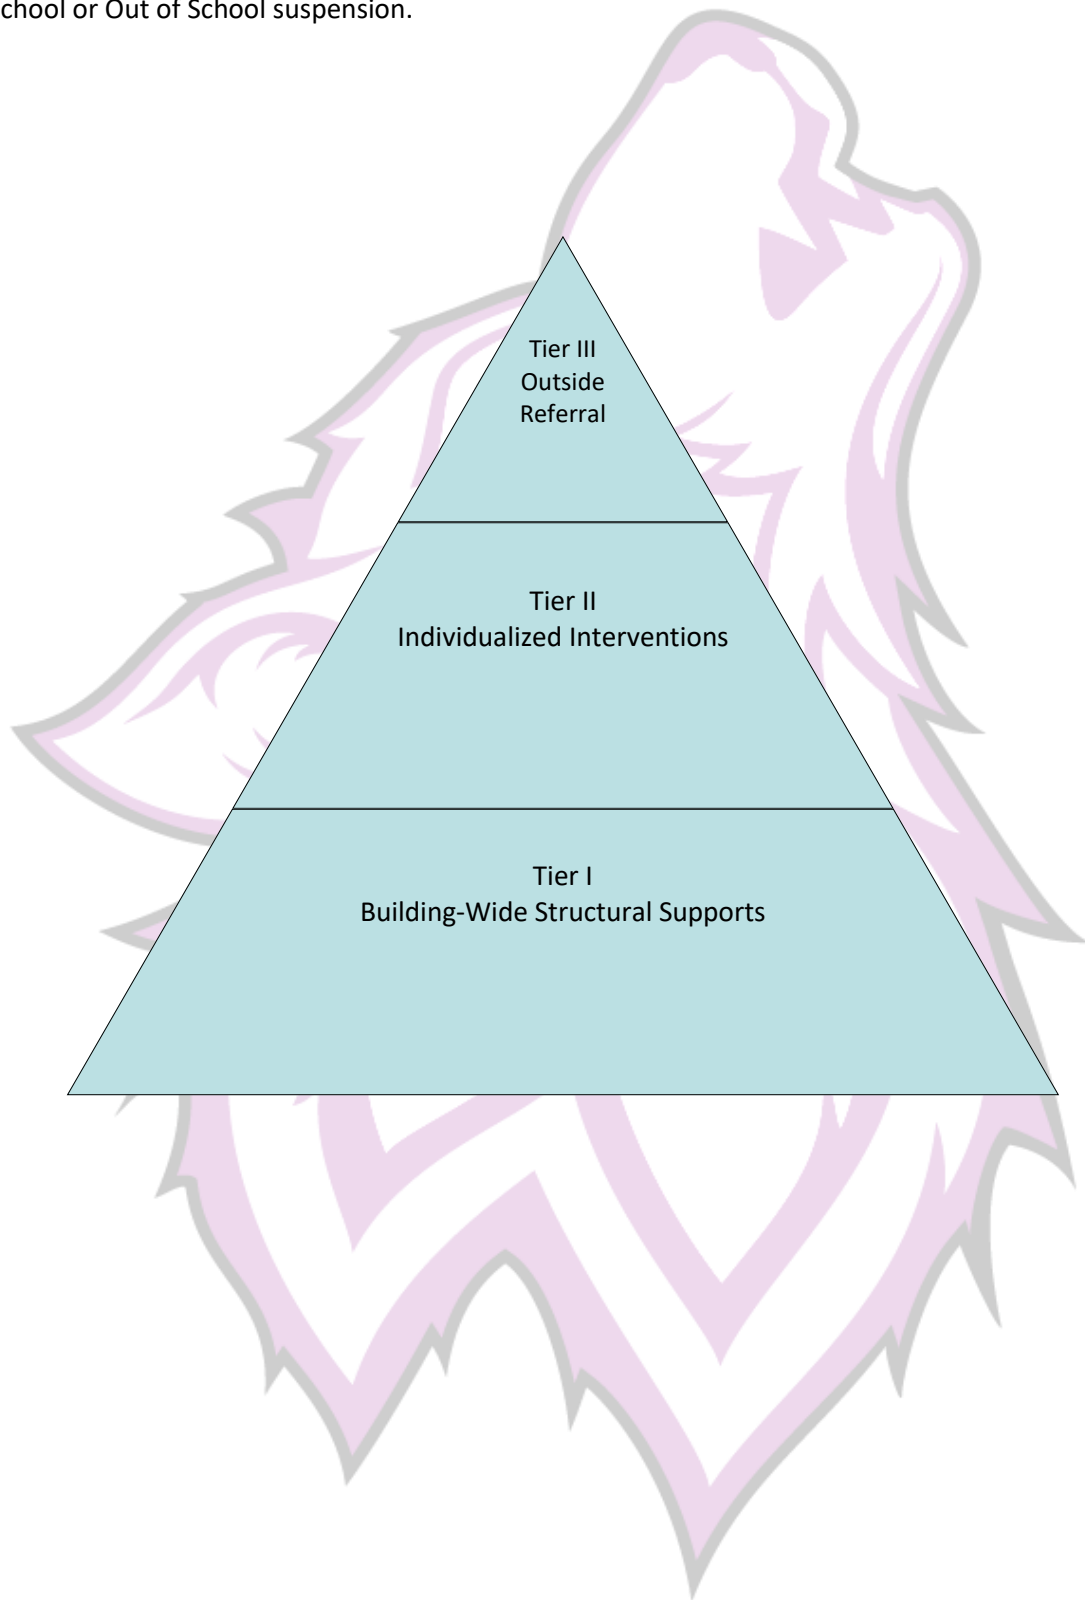 chool or Out of School suspension.
Tier III
Outside
Referral
Tier II
Individualized Interventions
Tier I
Building-Wide Structural Supports